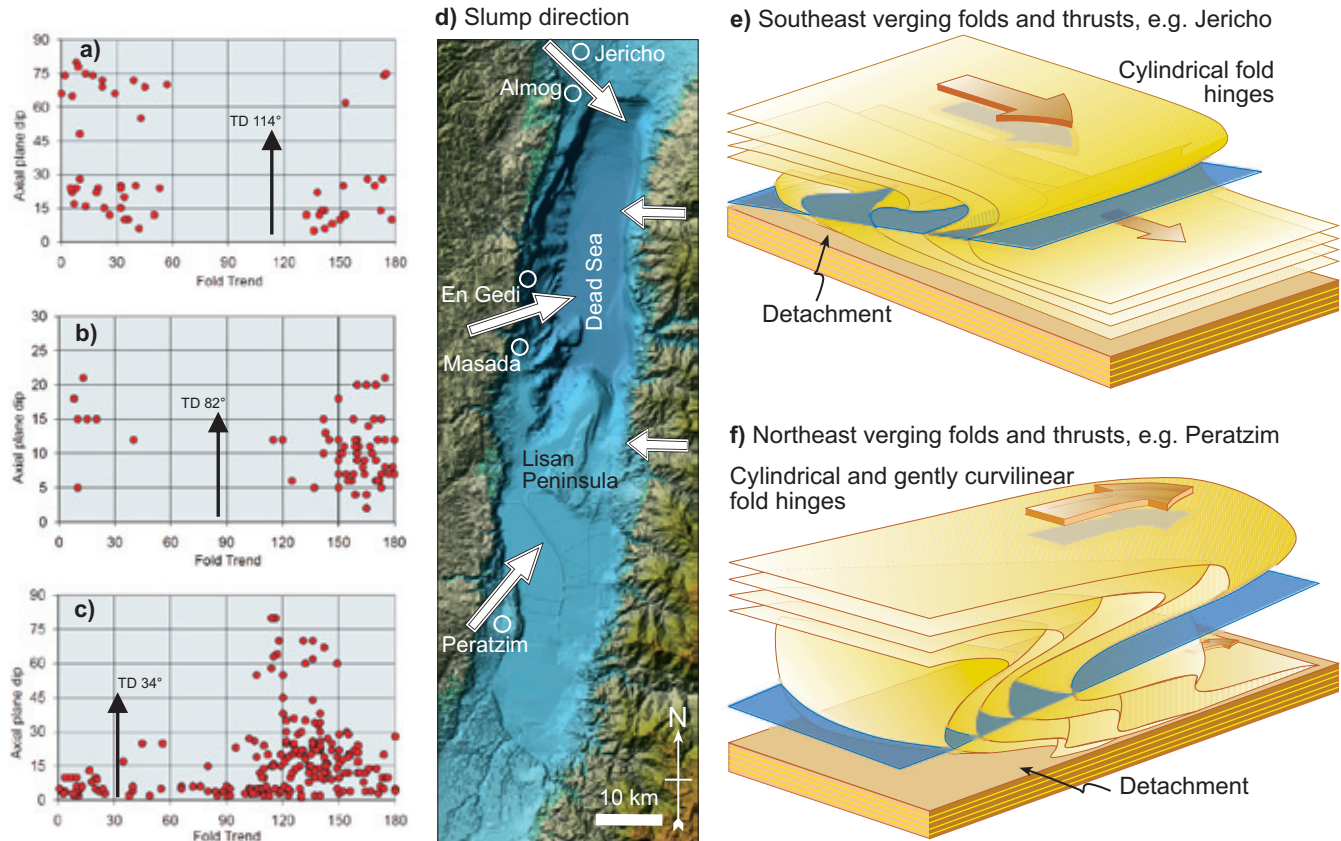 a)
90
75
60
45
30
15
0
Axial plane dip
TD 114°
0 30 60 90 120 150 180
Fold Trend
b)
30
25
20
15
10
5
0
Axial plane dip
TD 82°
0 30 60 90 120 150 180
Fold Trend
c)
90
75
60
45
30
15
0
Axial plane dip
TD 34°
0 30 60 90 120 150 180
Fold Trend
d) Slump direction
Jericho
Almog
En Gedi
Dead Sea
Masada
Lisan
Peninsula
Peratzim
N
10 km
e) Southeast verging folds and thrusts, e.g. Jericho
Cylindrical fold
hinges
Detachment
f) Northeast verging folds and thrusts, e.g. Peratzim
Cylindrical and gently curvilinear
fold hinges
Detachment